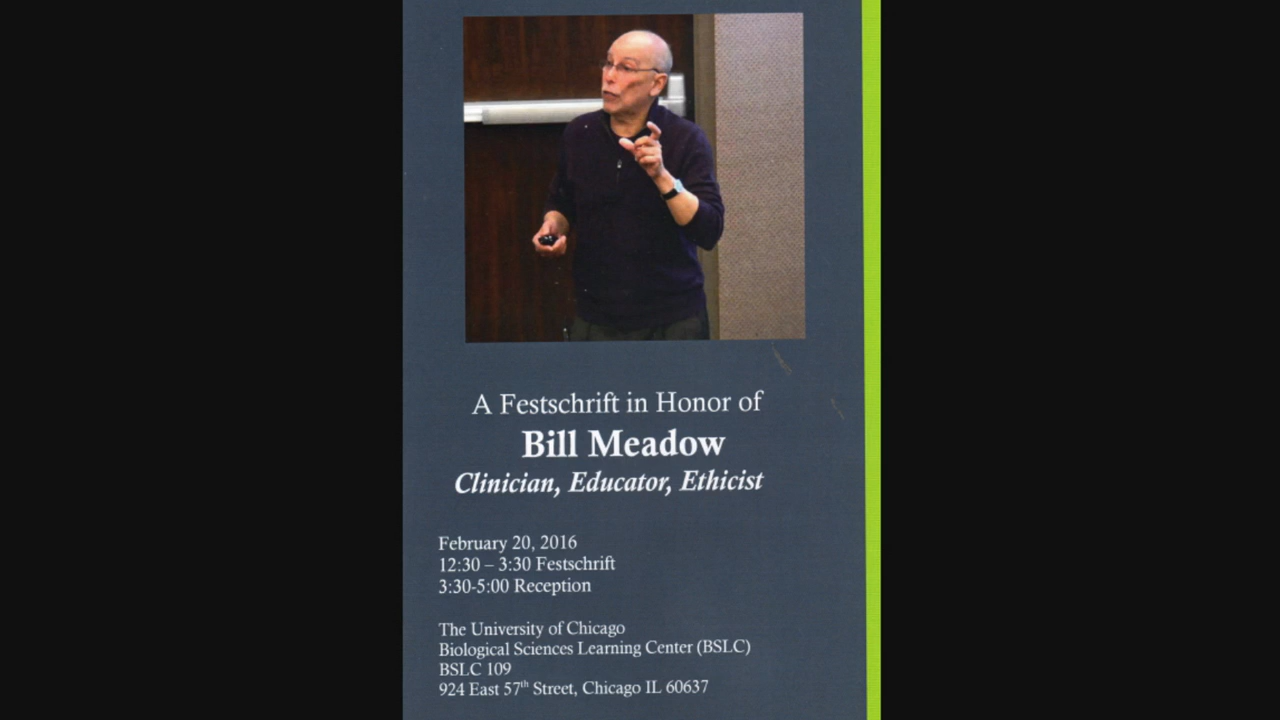 A Festschrift in Honor of
Bill Meadow
Clinician, Educator, Ethicist
February 20, 2016
12:30 – 3:30 Festschrift
3:30-5:00 Reception
The University of Chicago
Biological Sciences Learning Center (BSLC)
BSLC 109
924 East 57th Street, Chicago IL 60637